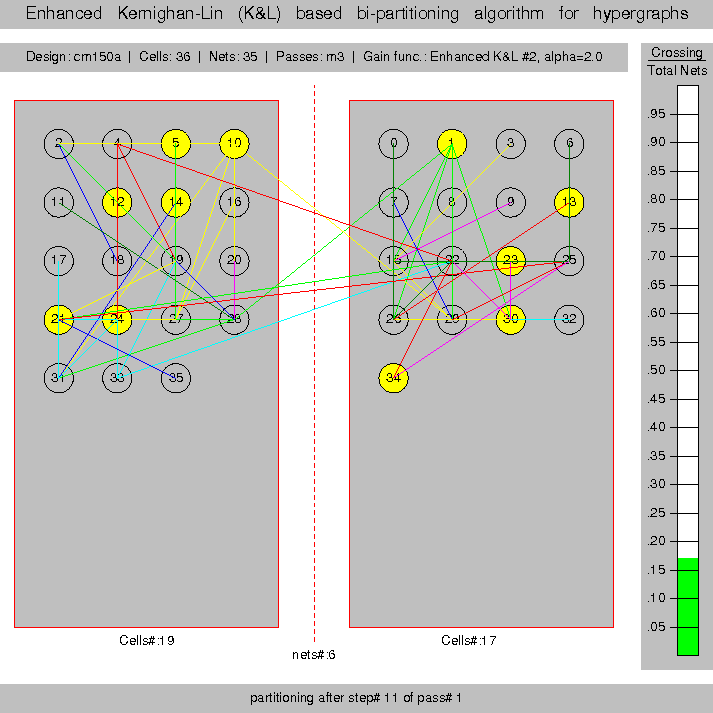 Enhanced Kernighan-Lin (K&L) based bi-partitioning algorithm for hypergraphs
Design: cm150a | Cells: 36 | Nets: 35 | Passes: m3 | Gain func.: Enhanced K&L #2, alpha=2.0
Crossing
Total Nets
2 4 5 10 0 1 3 6
11 12 14 16 7 8 9 13
17 18 19 20 15 22 23 25
21 24 27 28 26 29 30 32
31 33 35 34
.95
.90
.85
.80
.75
.70
.65
.60
.55
.50
.45
.40
.35
.30
.25
.20
.15
.10
.05
Cells#:19 Cells#:17
nets#:6
partitioning after step# 11 of pass# 1